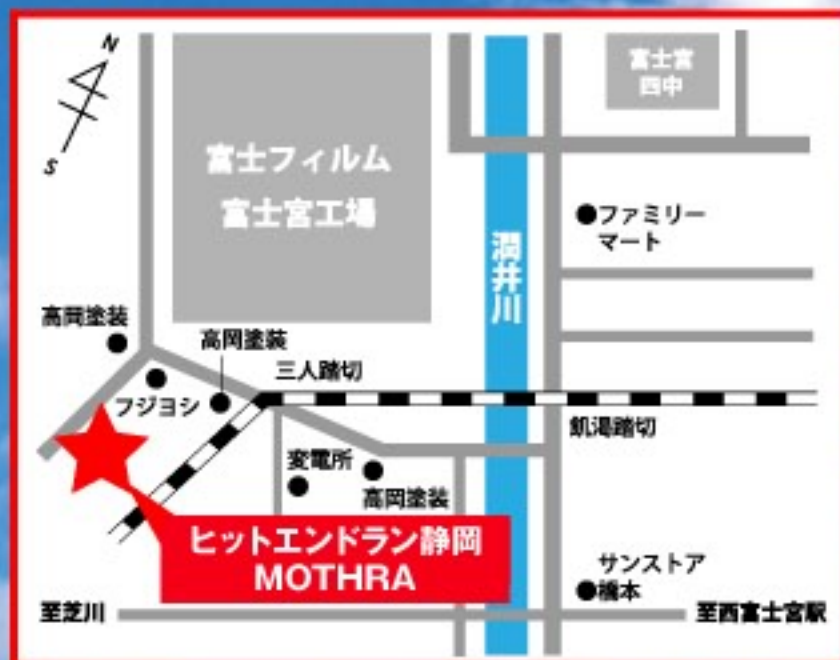 N
S
富士フィルム
富士宮工場
富士宮
四中
潤井川
ファミリー
マート
高岡塗装
高岡塗装
三人踏切
フジヨシ
飢渇踏切
変電所
高岡塗装
ヒットエンドラン静岡
MOTHRA
サンストア
橋本
至芝川
至西富士宮駅